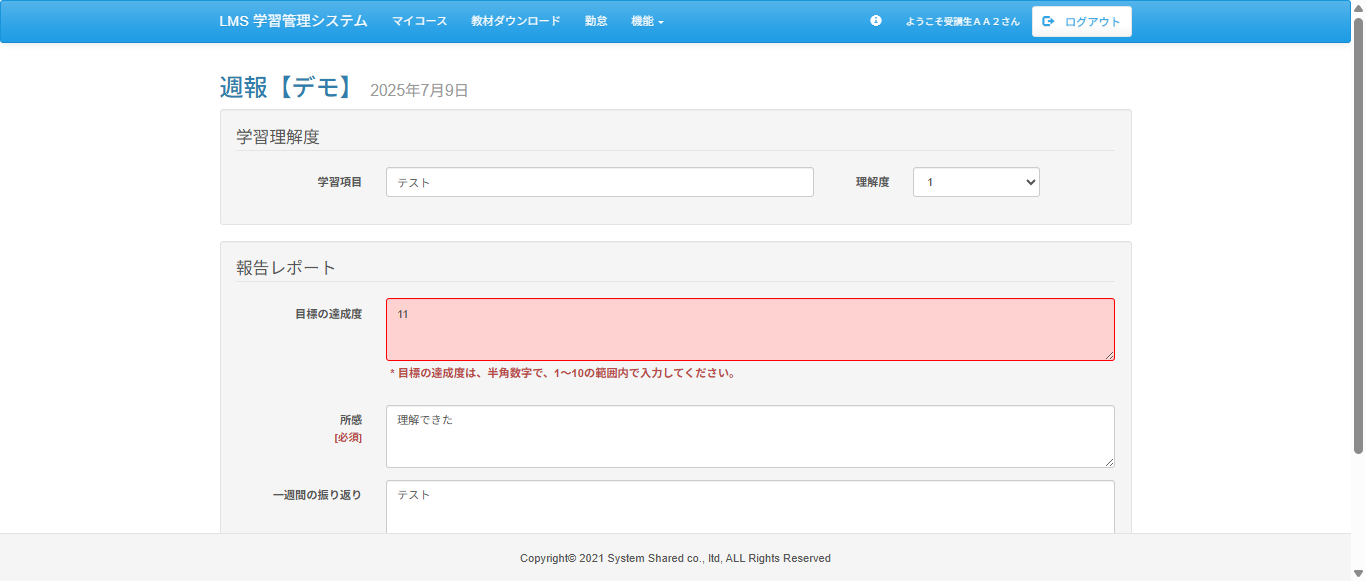 LMS 学習管理システム マイコース 教材ダウンロード 勤怠 機能 ようこそ受講生ＡＡ２さん ログアウト
週報【デモ】 2025年7月9日
学習理解度
学習項目 テスト 理解度 1
報告レポート
目標の達成度 11
* 目標の達成度は、半角数字で、1〜10の範囲内で入力してください。
所感 理解できた
[必須]
一週間の振り返り テスト
Copyright© 2021 System Shared co., ltd, ALL Rights Reserved